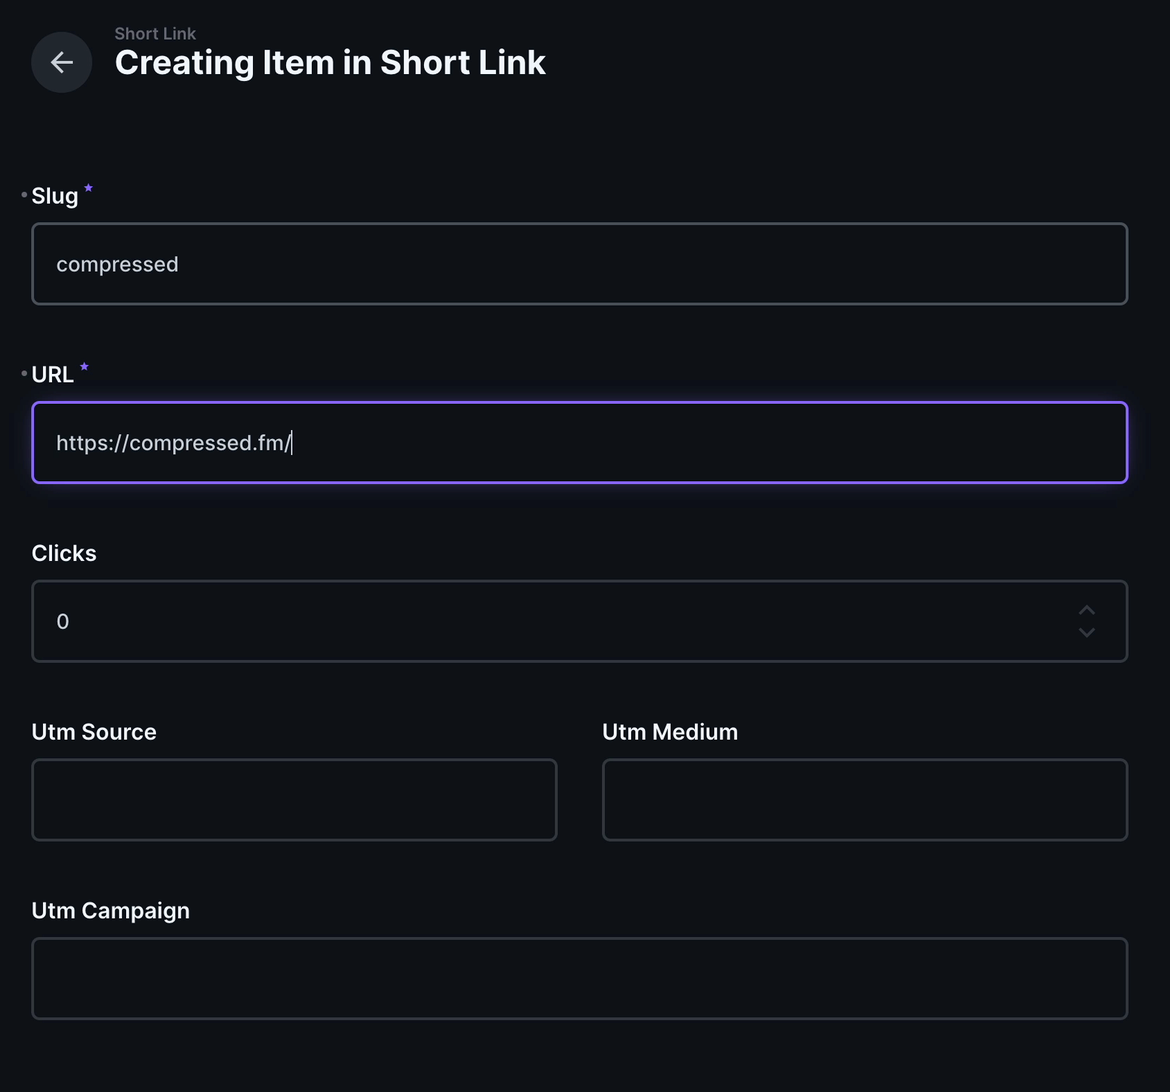 Short Link
Creating Item in Short Link
Slug
compressed
URL
https://compressed.fm/
Clicks
0
Utm Source
Utm Medium
Utm Campaign